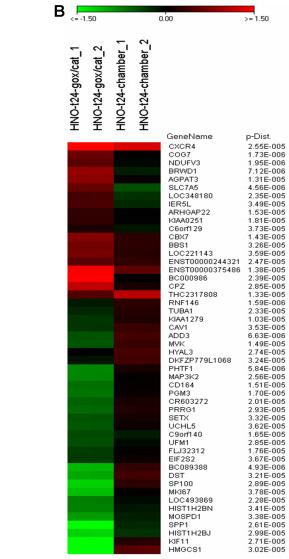 B
<= -1.50 0.00 >= 1.50
HNO-t24-gox/cat_1
HNO-t24-gox/cat_2
HNO-t24-chamber_1
HNO-t24-chamber_2
GeneName p-Dist.
CXCR4 2.55E-005
COG7 1.73E-006
NDUFV3 1.95E-006
BRWD1 7.12E-006
AGPAT3 1.31E-005
SLC7A5 4.56E-006
LOC348180 2.35E-005
IER5L 3.49E-005
ARHGAP22 1.53E-005
KIAA0251 1.81E-005
C6orf129 3.73E-005
CBX7 1.43E-005
BBS1 3.26E-005
LOC221143 3.59E-005
ENST00000244321 2.47E-005
ENST00000375486 1.38E-005
BC000986 2.39E-005
CPZ 2.85E-005
THC2317808 1.33E-005
RNF146 1.59E-006
TUBA1 2.33E-005
KIAA1279 1.03E-005
CAV1 3.53E-005
ADD3 6.63E-006
MVK 1.49E-005
HYAL3 2.74E-005
DKFZP779L1068 3.24E-005
PHTF1 5.84E-006
MAP3K2 2.56E-005
CD164 1.51E-005
PGM3 1.70E-005
CR603272 2.01E-005
PRRG1 2.93E-005
SETX 3.32E-005
UCHL5 3.62E-005
C9orf140 1.65E-005
UFM1 2.85E-005
FLJ32312 1.76E-005
EIF2S2 3.67E-005
BC089388 4.93E-006
DST 3.21E-005
SP100 2.89E-005
MKI67 3.78E-005
LOC493869 2.28E-005
HIST1H2BN 3.41E-005
MOSPD1 3.38E-005
SPP1 2.61E-005
HIST1H2BJ 2.99E-005
KIF11 2.71E-005
HMGCS1 3.02E-005